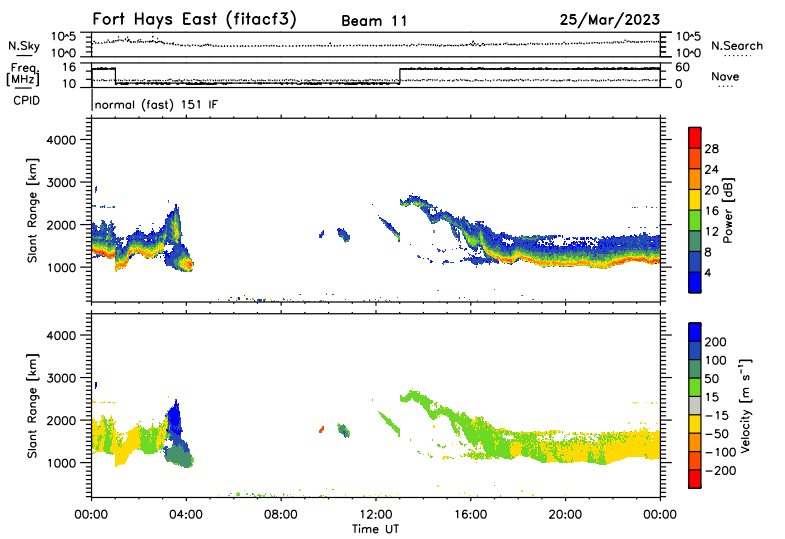 Fort Hays East (fitacf3) Beam 11 25/Mar/2023
N.Sky 10^5 10^0 10^5 10^0 N.Search
Freq. [MHz] 16 10 60 0 Nave
CPID normal (fast) 151 IF
Slant Range [km] 4000 3000 2000 1000
28 24 20 16 12 8 4 Power [dB]
Slant Range [km] 4000 3000 2000 1000
200 100 50 15 -15 -50 -100 -200 Velocity [m s⁻¹]
00:00 04:00 08:00 12:00 16:00 20:00 00:00
Time UT